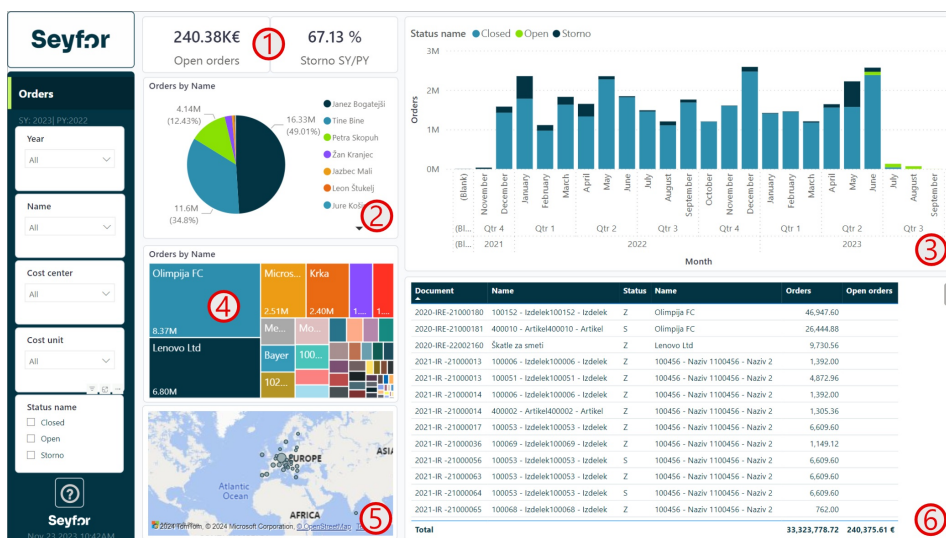 Seyfor
Orders
SY: 2023| PY:2022
Year
All
Name
All
Cost center
All
Cost unit
All
Status name
Closed
Open
Storno
Seyfor
Nov 23 2023 10:42AM
240.38K€
Open orders
1
67.13 %
Storno SY/PY
Orders by Name
4.14M
(12.43%)
16.33M
(49.01%)
11.6M
(34.8%)
Janez Bogatejši
Tine Bine
Petra Skopuh
Žan Kranjec
Jazbec Mali
Leon Štukelj
Jure Koši
2
Orders by Name
Olimpija FC
8.37M
4
Lenovo Ltd
6.80M
Micros...
2.51M
Krka
2.40M
1....
1....
Me...
Mo...
Bayer
100...
102...
EUROPE
ASIA
Atlantic
Ocean
AFRICA
© 2024 TomTom, © 2024 Microsoft Corporation, © OpenStreetMap
5
Status name Closed Open Storno
Orders
3M
2M
1M
0M
(Blank) November December January February March April May June July August September October November December January February March April May June July August September
(Bl... Qtr 4 Qtr 1 Qtr 2 Qtr 3 Qtr 4 Qtr 1 Qtr 2 Qtr 3
(Bl... 2021 2022 2023
Month
3
Document Name Status Name Orders Open orders
2020-IRE-21000180 100152 - Izdelek100152 - Izdelek Z Olimpija FC 46,947.60
2020-IRE-21000181 400010 - Artikel400010 - Artikel S Olimpija FC 26,444.88
2020-IRE-22002160 Škatle za smeti Z Lenovo Ltd 9,730.56
2021-IR -21000013 100006 - Izdelek100006 - Izdelek Z 100456 - Naziv 1100456 - Naziv 2 1,392.00
2021-IR -21000013 100051 - Izdelek100051 - Izdelek Z 100456 - Naziv 1100456 - Naziv 2 4,872.96
2021-IR -21000014 100006 - Izdelek100006 - Izdelek Z 100456 - Naziv 1100456 - Naziv 2 1,392.00
2021-IR -21000014 400002 - Artikel400002 - Artikel Z 100456 - Naziv 1100456 - Naziv 2 1,305.36
2021-IR -21000017 100053 - Izdelek100053 - Izdelek Z 100456 - Naziv 1100456 - Naziv 2 6,609.60
2021-IR -21000036 100069 - Izdelek100069 - Izdelek Z 100456 - Naziv 1100456 - Naziv 2 1,149.12
2021-IR -21000056 100053 - Izdelek100053 - Izdelek S 100456 - Naziv 1100456 - Naziv 2 6,609.60
2021-IR -21000063 100053 - Izdelek100053 - Izdelek Z 100456 - Naziv 1100456 - Naziv 2 6,609.60
2021-IR -21000064 100053 - Izdelek100053 - Izdelek S 100456 - Naziv 1100456 - Naziv 2 6,609.60
2021-IR -21000065 100068 - Izdelek100068 - Izdelek Z 100456 - Naziv 1100456 - Naziv 2 762.00
Total 33,323,778.72 240,375.61 €
6